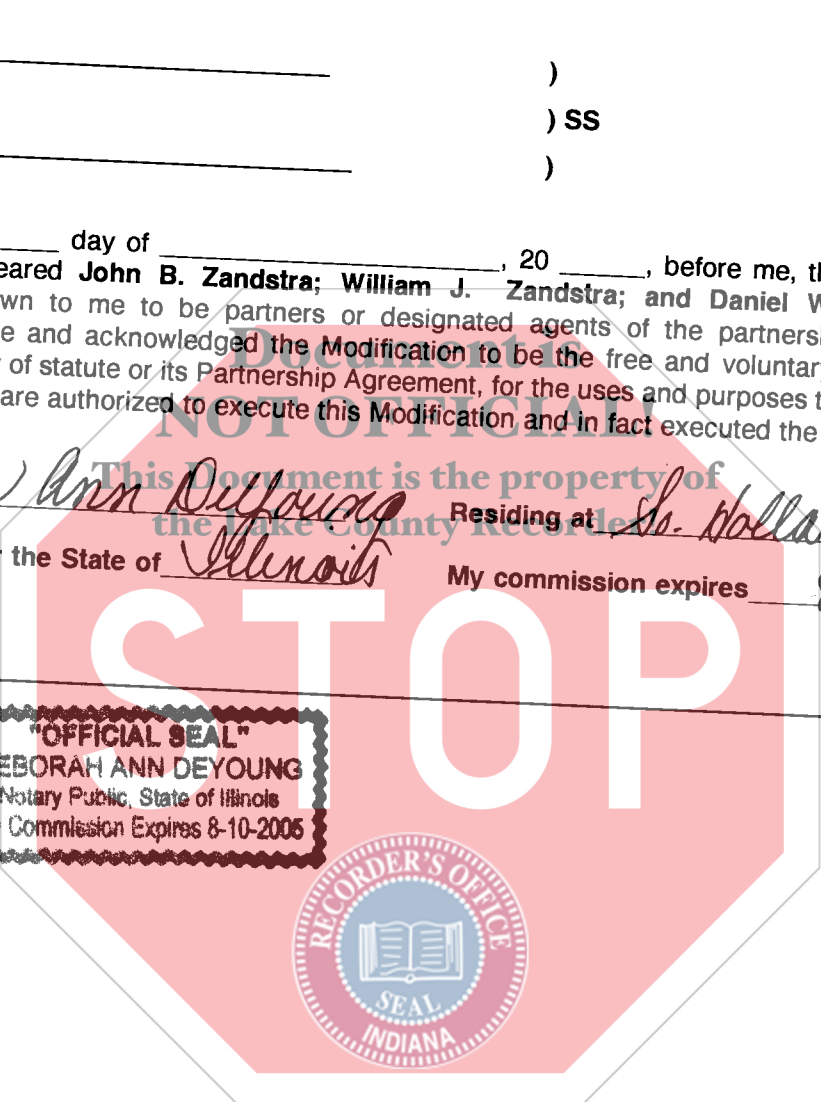 )
) SS
)
day of , 20 , before me, th
eared John B. Zandstra; William J. Zandstra; and Daniel W
wn to me to be partners or designated agents of the partnersh
e and acknowledged the Modification to be the free and voluntary
of statute or its Partnership Agreement, for the uses and purposes t
are authorized to execute this Modification and in fact executed the
Document is
NOT OFFICIAL!
This Document is the property of
the Lake County Recorder
Ann DeYoung Residing at So. Holla
the State of Illinois My commission expires
STOP
"OFFICIAL SEAL"
EBORAH ANN DEYOUNG
Notary Public, State of Illinois
Commission Expires 8-10-2005
RECORDER'S OFFICE
SEAL
INDIANA